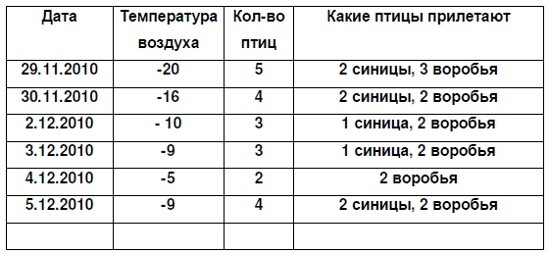 Дата Температура воздуха Кол-во птиц Какие птицы прилетают
29.11.2010 -20 5 2 синицы, 3 воробья
30.11.2010 -16 4 2 синицы, 2 воробья
2.12.2010 - 10 3 1 синица, 2 воробья
3.12.2010 -9 3 1 синица, 2 воробья
4.12.2010 -5 2 2 воробья
5.12.2010 -9 4 2 синицы, 2 воробья